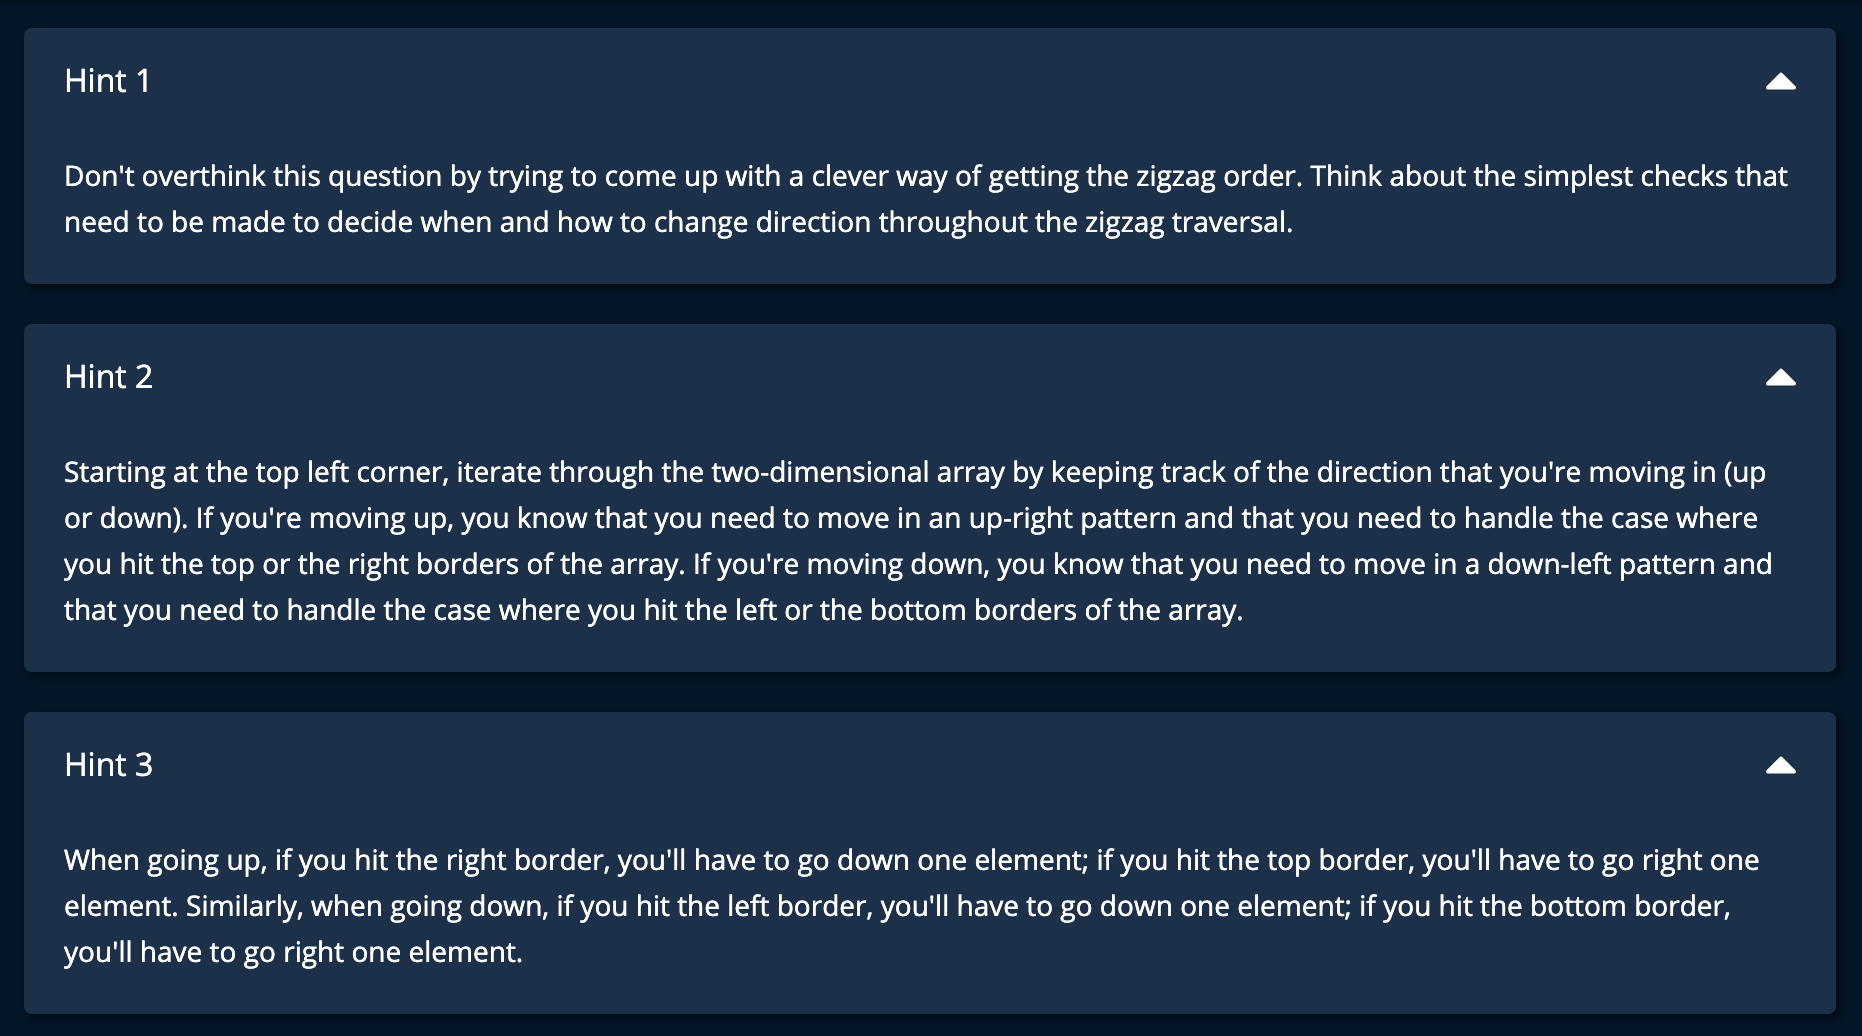 Hint 1
Don't overthink this question by trying to come up with a clever way of getting the zigzag order. Think about the simplest checks that
need to be made to decide when and how to change direction throughout the zigzag traversal.
Hint 2
Starting at the top left corner, iterate through the two-dimensional array by keeping track of the direction that you're moving in (up
or down). If you're moving up, you know that you need to move in an up-right pattern and that you need to handle the case where
you hit the top or the right borders of the array. If you're moving down, you know that you need to move in a down-left pattern and
that you need to handle the case where you hit the left or the bottom borders of the array.
Hint 3
When going up, if you hit the right border, you'll have to go down one element; if you hit the top border, you'll have to go right one
element. Similarly, when going down, if you hit the left border, you'll have to go down one element; if you hit the bottom border,
you'll have to go right one element.